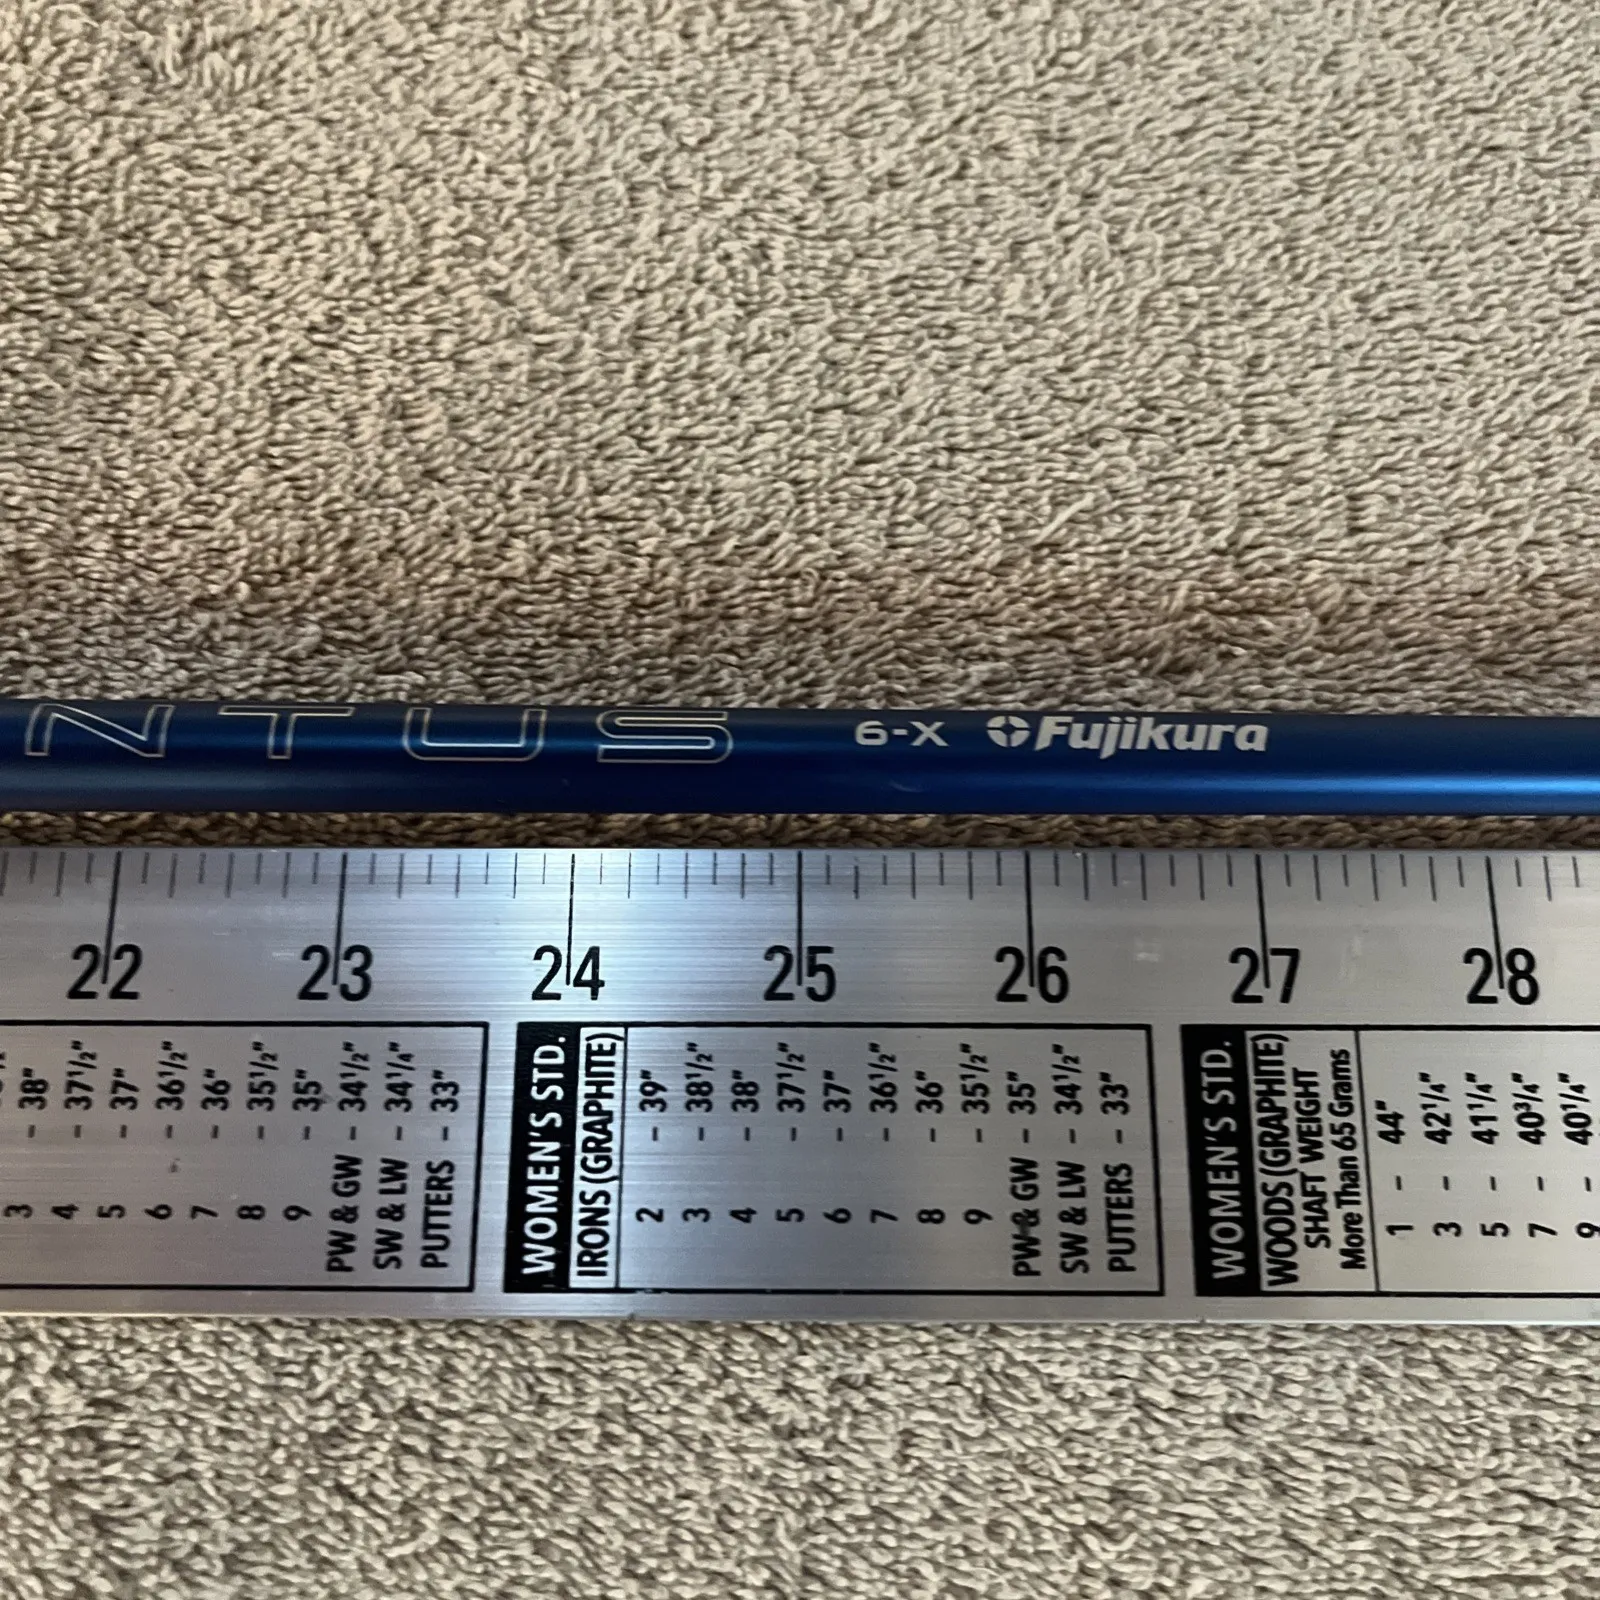 NTUS 6-X Fujikura
22 23 24 25 26 27 28
3 - 38"
4 - 37½"
5 - 37"
6 - 36½"
7 - 36"
8 - 35½"
9 - 35"
PW & GW - 34½"
SW & LW - 34¼"
PUTTERS - 33"
WOMEN'S STD.
IRONS (GRAPHITE)
2 - 39"
3 - 38½"
4 - 38"
5 - 37½"
6 - 37"
7 - 36½"
8 - 36"
9 - 35½"
PW & GW - 35"
SW & LW - 34½"
PUTTERS - 33"
WOMEN'S STD.
WOODS (GRAPHITE)
SHAFT WEIGHT
More Than 65 Grams
1 - 44"
3 - 42¼"
5 - 41¼"
7 - 40¾"
9 - 40¼"